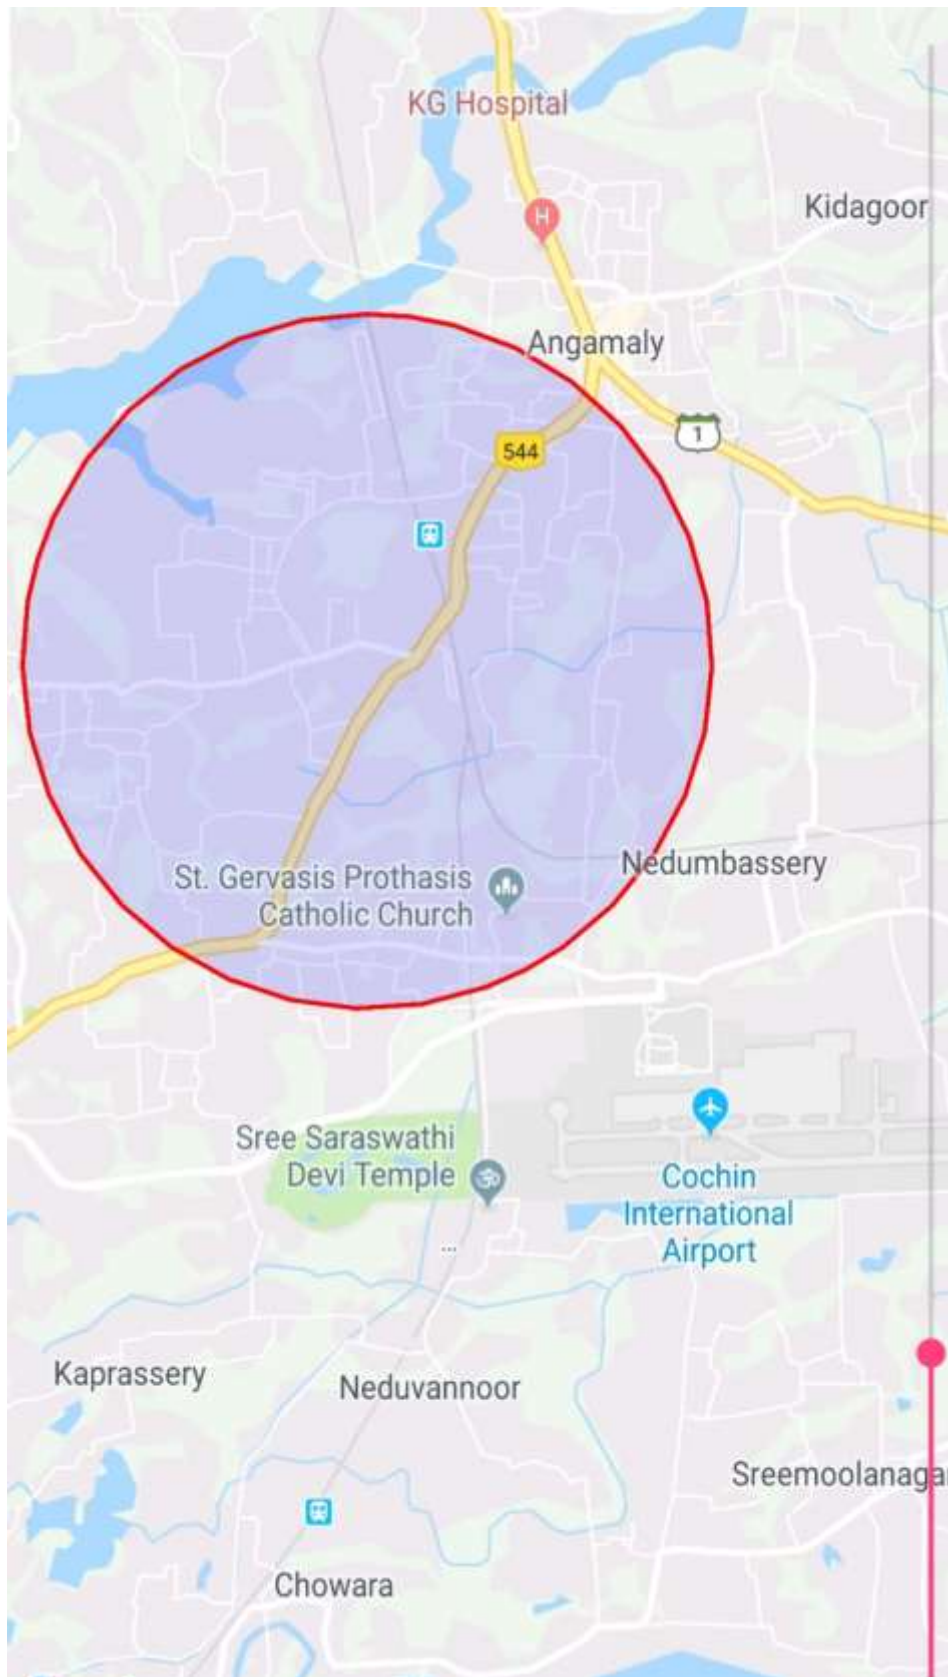 KG Hospital
H
Kidagoor
Angamaly
1
544
St. Gervasis Prothasis
Catholic Church
Nedumbassery
Sree Saraswathi
Devi Temple
ॐ
Cochin
International
Airport
...
Kaprassery
Neduvannoor
Sreemoolanagar
Chowara